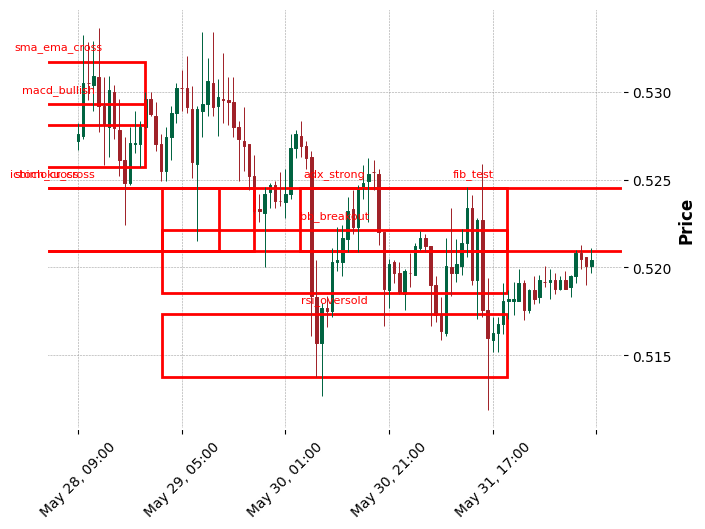 sma_ema_cross
macd_bullish
adx_strong
fib_test
bb_breakout
rsi_oversold
0.530
0.525
0.520
0.515
Price
May 28, 09:00
May 29, 05:00
May 30, 01:00
May 30, 21:00
May 31, 17:00